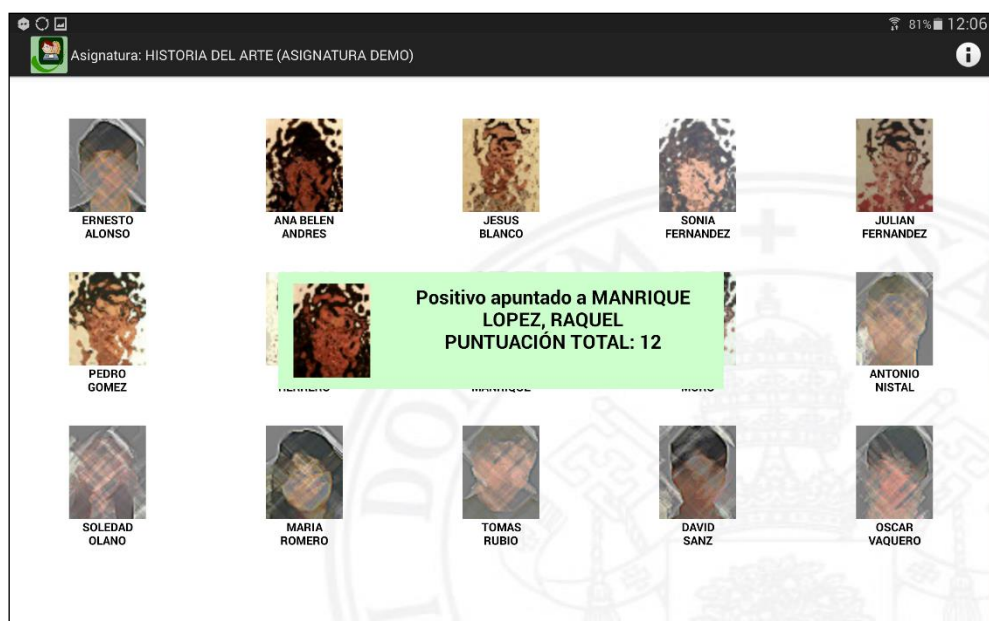 81% 12:06
Asignatura: HISTORIA DEL ARTE (ASIGNATURA DEMO)
ERNESTO
ALONSO
ANA BELEN
ANDRES
JESUS
BLANCO
SONIA
FERNANDEZ
JULIAN
FERNANDEZ
Positivo apuntado a MANRIQUE
LOPEZ, RAQUEL
PUNTUACIÓN TOTAL: 12
PEDRO
GOMEZ
HERRERO
MANRIQUE
ANTONIO
NISTAL
SOLEDAD
OLANO
MARIA
ROMERO
TOMAS
RUBIO
DAVID
SANZ
OSCAR
VAQUERO